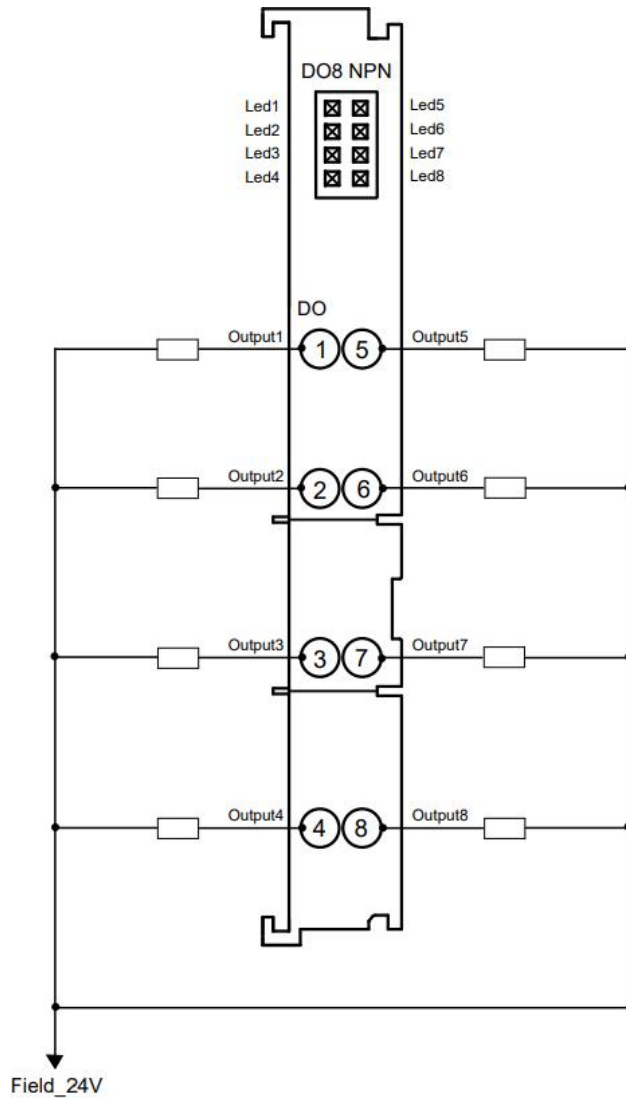 DO8 NPN
Led1 Led5
Led2 Led6
Led3 Led7
Led4 Led8
DO
Output1 1 5 Output5
Output2 2 6 Output6
Output3 3 7 Output7
Output4 4 8 Output8
Field_24V